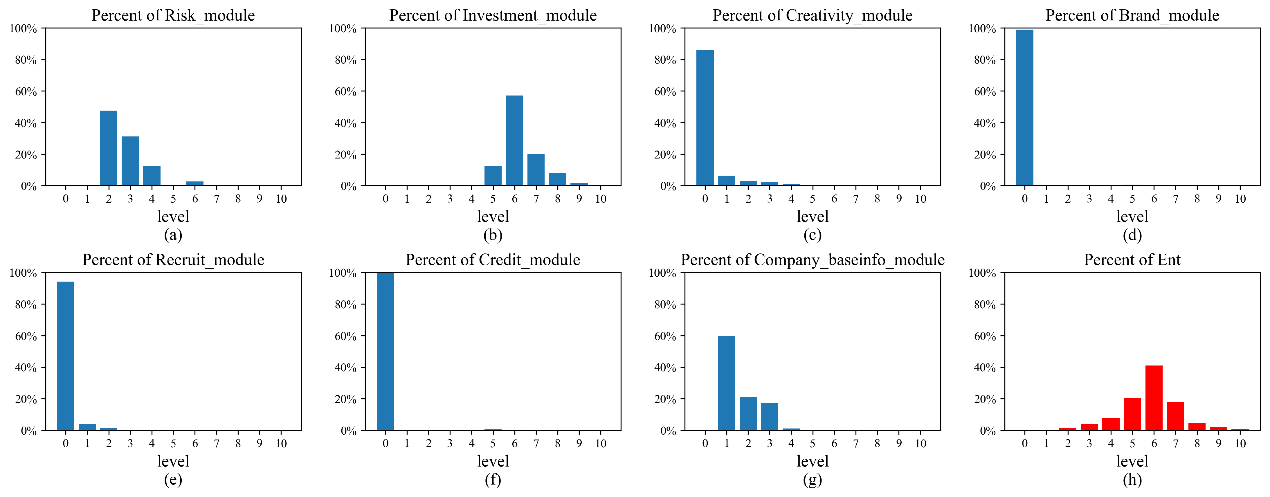 Percent of Risk_module
100%
80%
60%
40%
20%
0%
0 1 2 3 4 5 6 7 8 9 10
level
(a)
Percent of Investment_module
100%
80%
60%
40%
20%
0%
0 1 2 3 4 5 6 7 8 9 10
level
(b)
Percent of Creativity_module
100%
80%
60%
40%
20%
0%
0 1 2 3 4 5 6 7 8 9 10
level
(c)
Percent of Brand_module
100%
80%
60%
40%
20%
0%
0 1 2 3 4 5 6 7 8 9 10
level
(d)
Percent of Recruit_module
100%
80%
60%
40%
20%
0%
0 1 2 3 4 5 6 7 8 9 10
level
(e)
Percent of Credit_module
100%
80%
60%
40%
20%
0%
0 1 2 3 4 5 6 7 8 9 10
level
(f)
Percent of Company_baseinfo_module
100%
80%
60%
40%
20%
0%
0 1 2 3 4 5 6 7 8 9 10
level
(g)
Percent of Ent
100%
80%
60%
40%
20%
0%
0 1 2 3 4 5 6 7 8 9 10
level
(h)